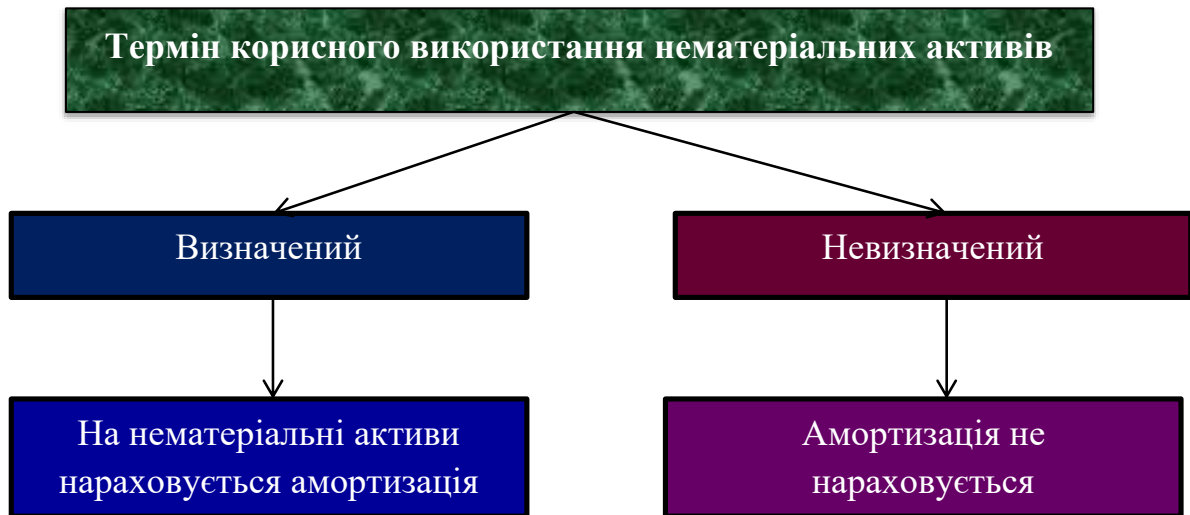 Термін корисного використання нематеріальних активів
Визначений
Невизначений
На нематеріальні активи
нараховується амортизація
Амортизація не
нараховується